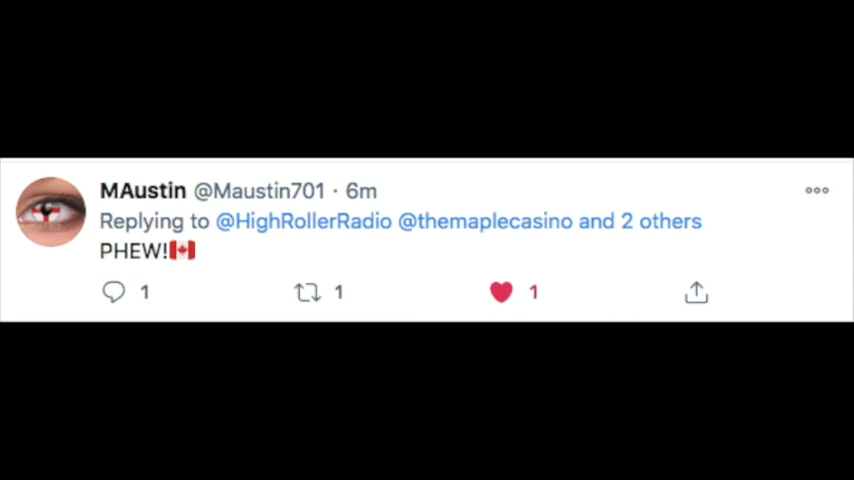 MAustin @Maustin701 · 6m
Replying to @HighRollerRadio @themaplecasino and 2 others
PHEW!🇨🇦
1 1 1